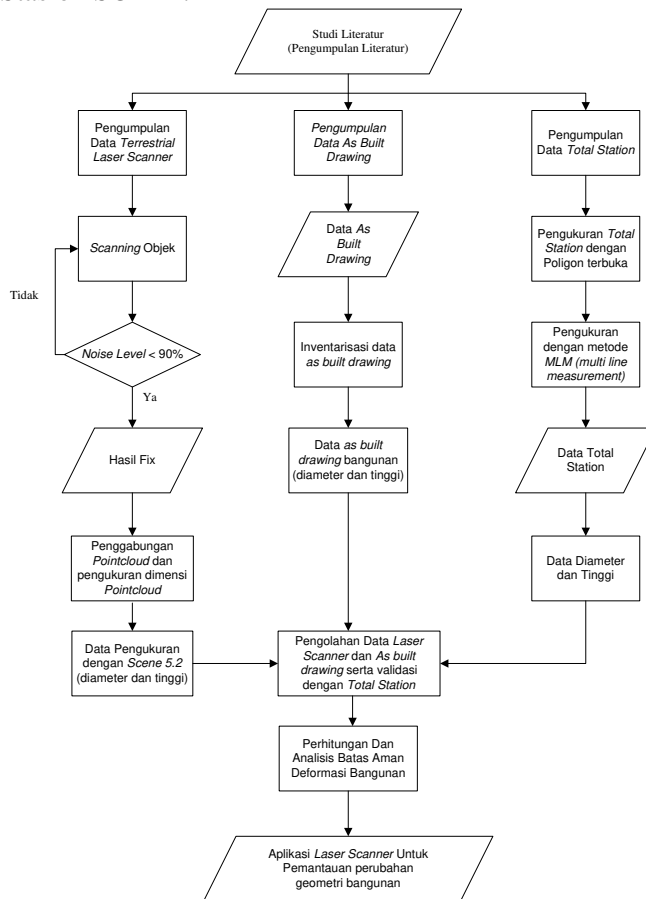 Studi Literatur
(Pengumpulan Literatur)
Pengumpulan
Data Terrestrial
Laser Scanner
Pengumpulan
Data As Built
Drawing
Pengumpulan
Data Total Station
Scanning Objek
Data As
Built
Drawing
Pengukuran Total
Station dengan
Poligon terbuka
Tidak
Noise Level < 90%
Ya
Inventarisasi data
as built drawing
Pengukuran
dengan metode
MLM (multi line
measurement)
Hasil Fix
Data as built
drawing bangunan
(diameter dan tinggi)
Data Total
Station
Penggabungan
Pointcloud dan
pengukuran dimensi
Pointcloud
Data Diameter
dan Tinggi
Data Pengukuran
dengan Scene 5.2
(diameter dan tinggi)
Pengolahan Data Laser
Scanner dan As built
drawing serta validasi
dengan Total Station
Perhitungan Dan
Analisis Batas Aman
Deformasi Bangunan
Aplikasi Laser Scanner Untuk
Pemantauan perubahan
geometri bangunan